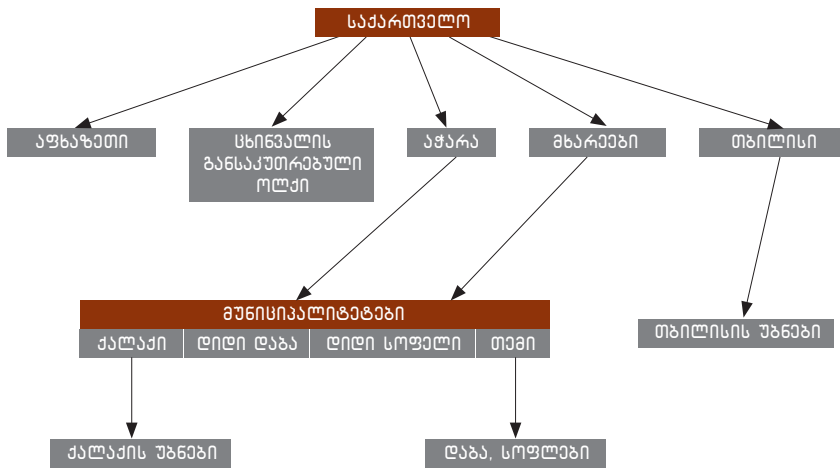 საქართველო
აფხაზეთი
ცხინვალის
განსაკუთრებული
ოლქი
აჭარა
მხარეები
თბილისი
მუნიციპალიტეტები
ქალაქი
დიდი დაბა
დიდი სოფელი
თემი
თბილისის უბნები
ქალაქის უბნები
დაბა, სოფლები